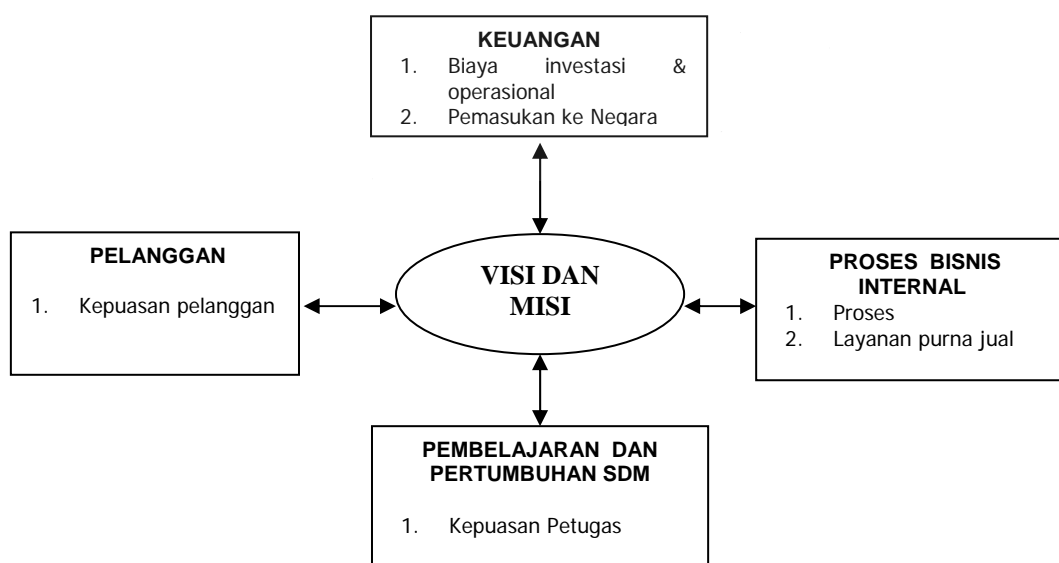 KEUANGAN
1. Biaya investasi &
operasional
2. Pemasukan ke Negara
PELANGGAN
1. Kepuasan pelanggan
VISI DAN
MISI
PROSES BISNIS
INTERNAL
1. Proses
2. Layanan purna jual
PEMBELAJARAN DAN
PERTUMBUHAN SDM
1. Kepuasan Petugas